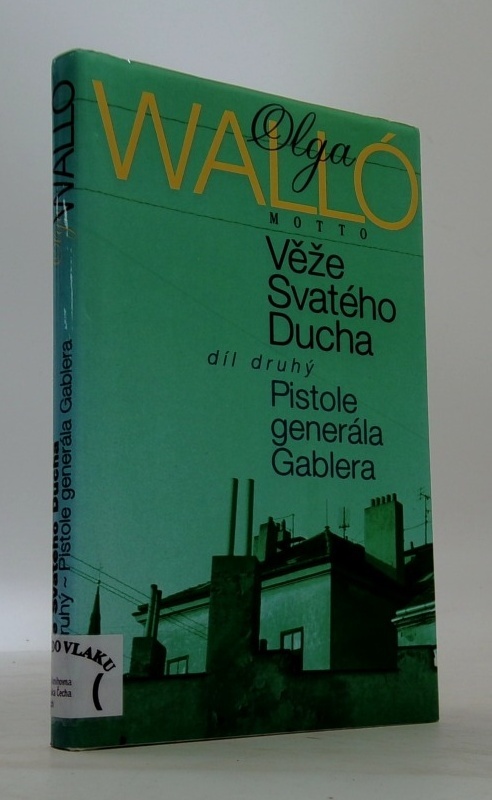 Olga
WALLÓ
MOTTO
Věže
Svatého
Ducha
díl druhý
Pistole
generála
Gablera
WALLÓ
Svatého Ducha
druhý ~ Pistole generála Gablera
DO VLAKU